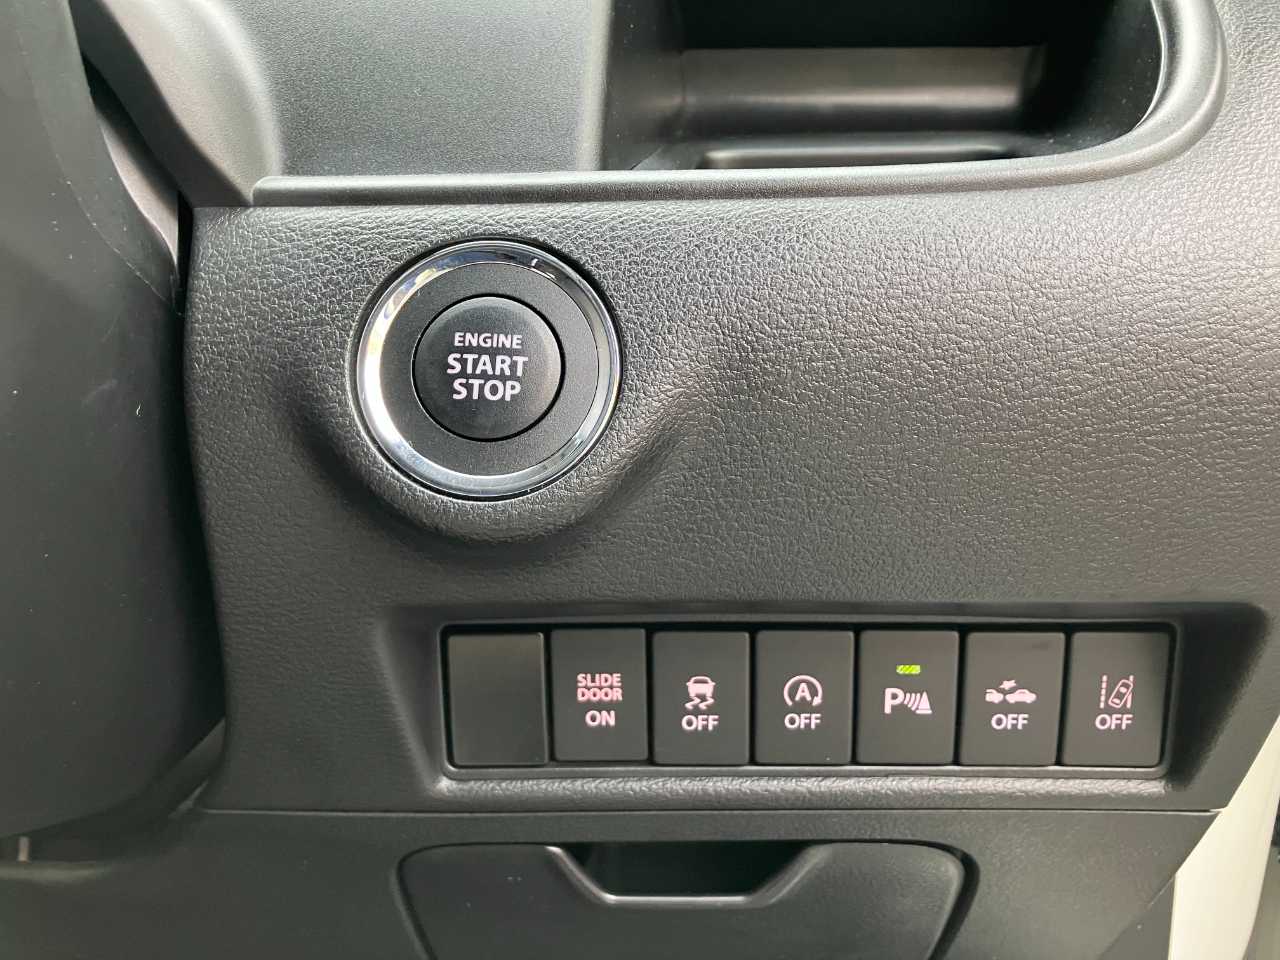 ENGINE
START
STOP
SLIDE
DOOR
ON
OFF
A
OFF
P
OFF
OFF